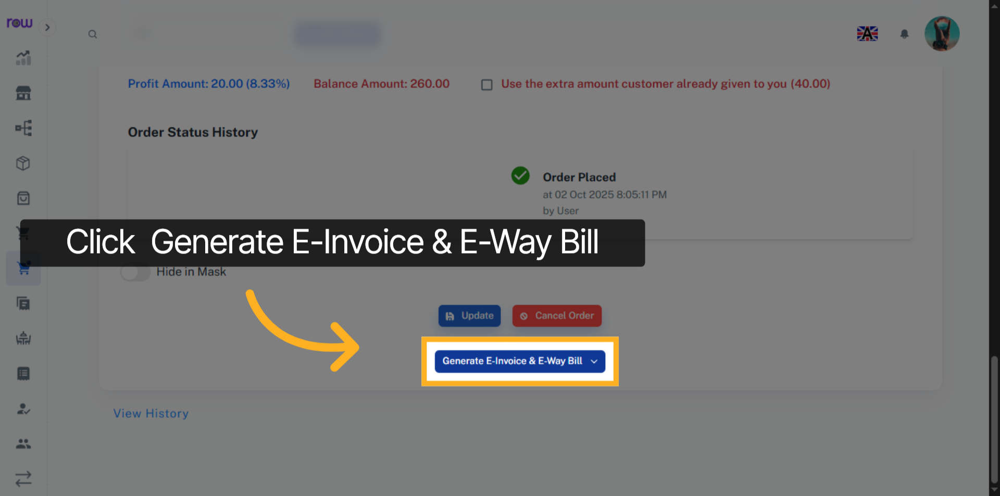 row
A
Profit Amount: 20.00 (8.33%) Balance Amount: 260.00 Use the extra amount customer already given to you (40.00)
Order Status History
Order Placed
at 02 Oct 2025 8:05:11 PM
by User
Click Generate E-Invoice & E-Way Bill
Hide in Mask
Update Cancel Order
Generate E-Invoice & E-Way Bill
View History